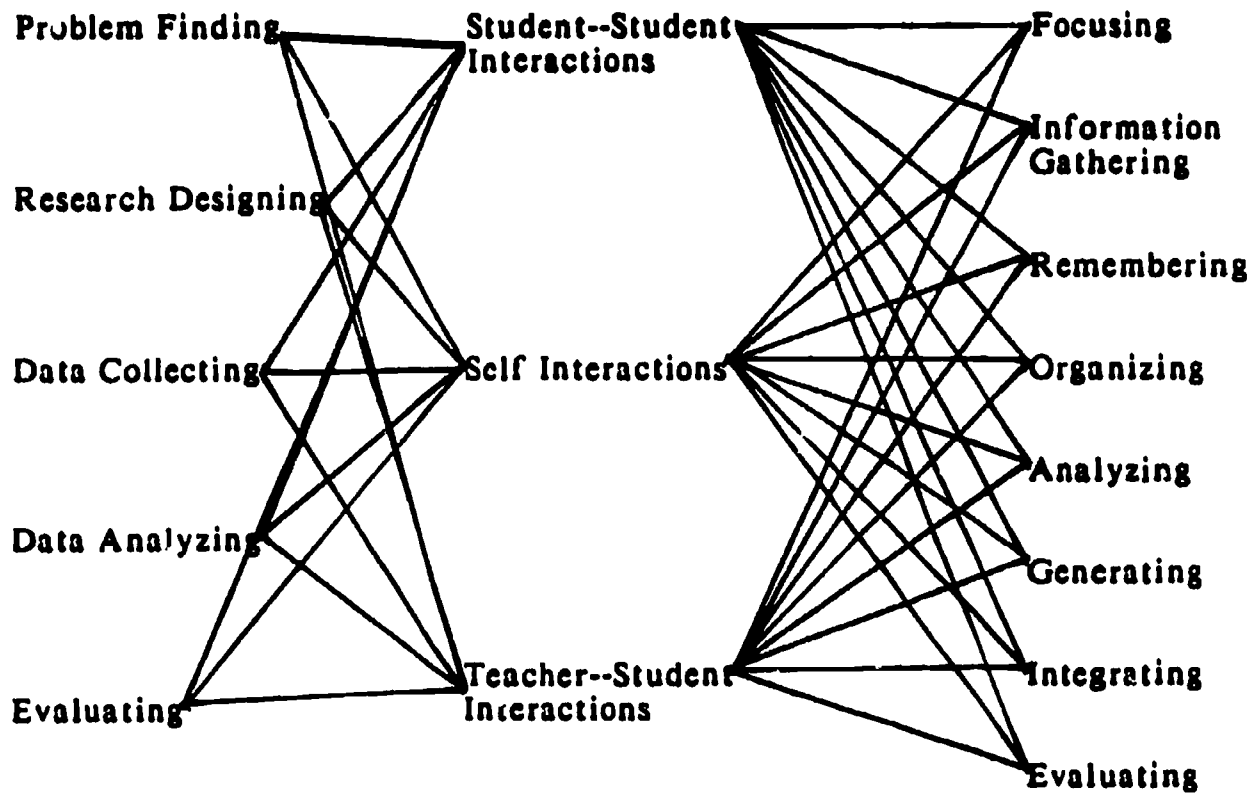 Problem Finding
Research Designing
Data Collecting
Data Analyzing
Evaluating
Student--Student
Interactions
Self Interactions
Teacher--Student
Interactions
Focusing
Information
Gathering
Remembering
Organizing
Analyzing
Generating
Integrating
Evaluating